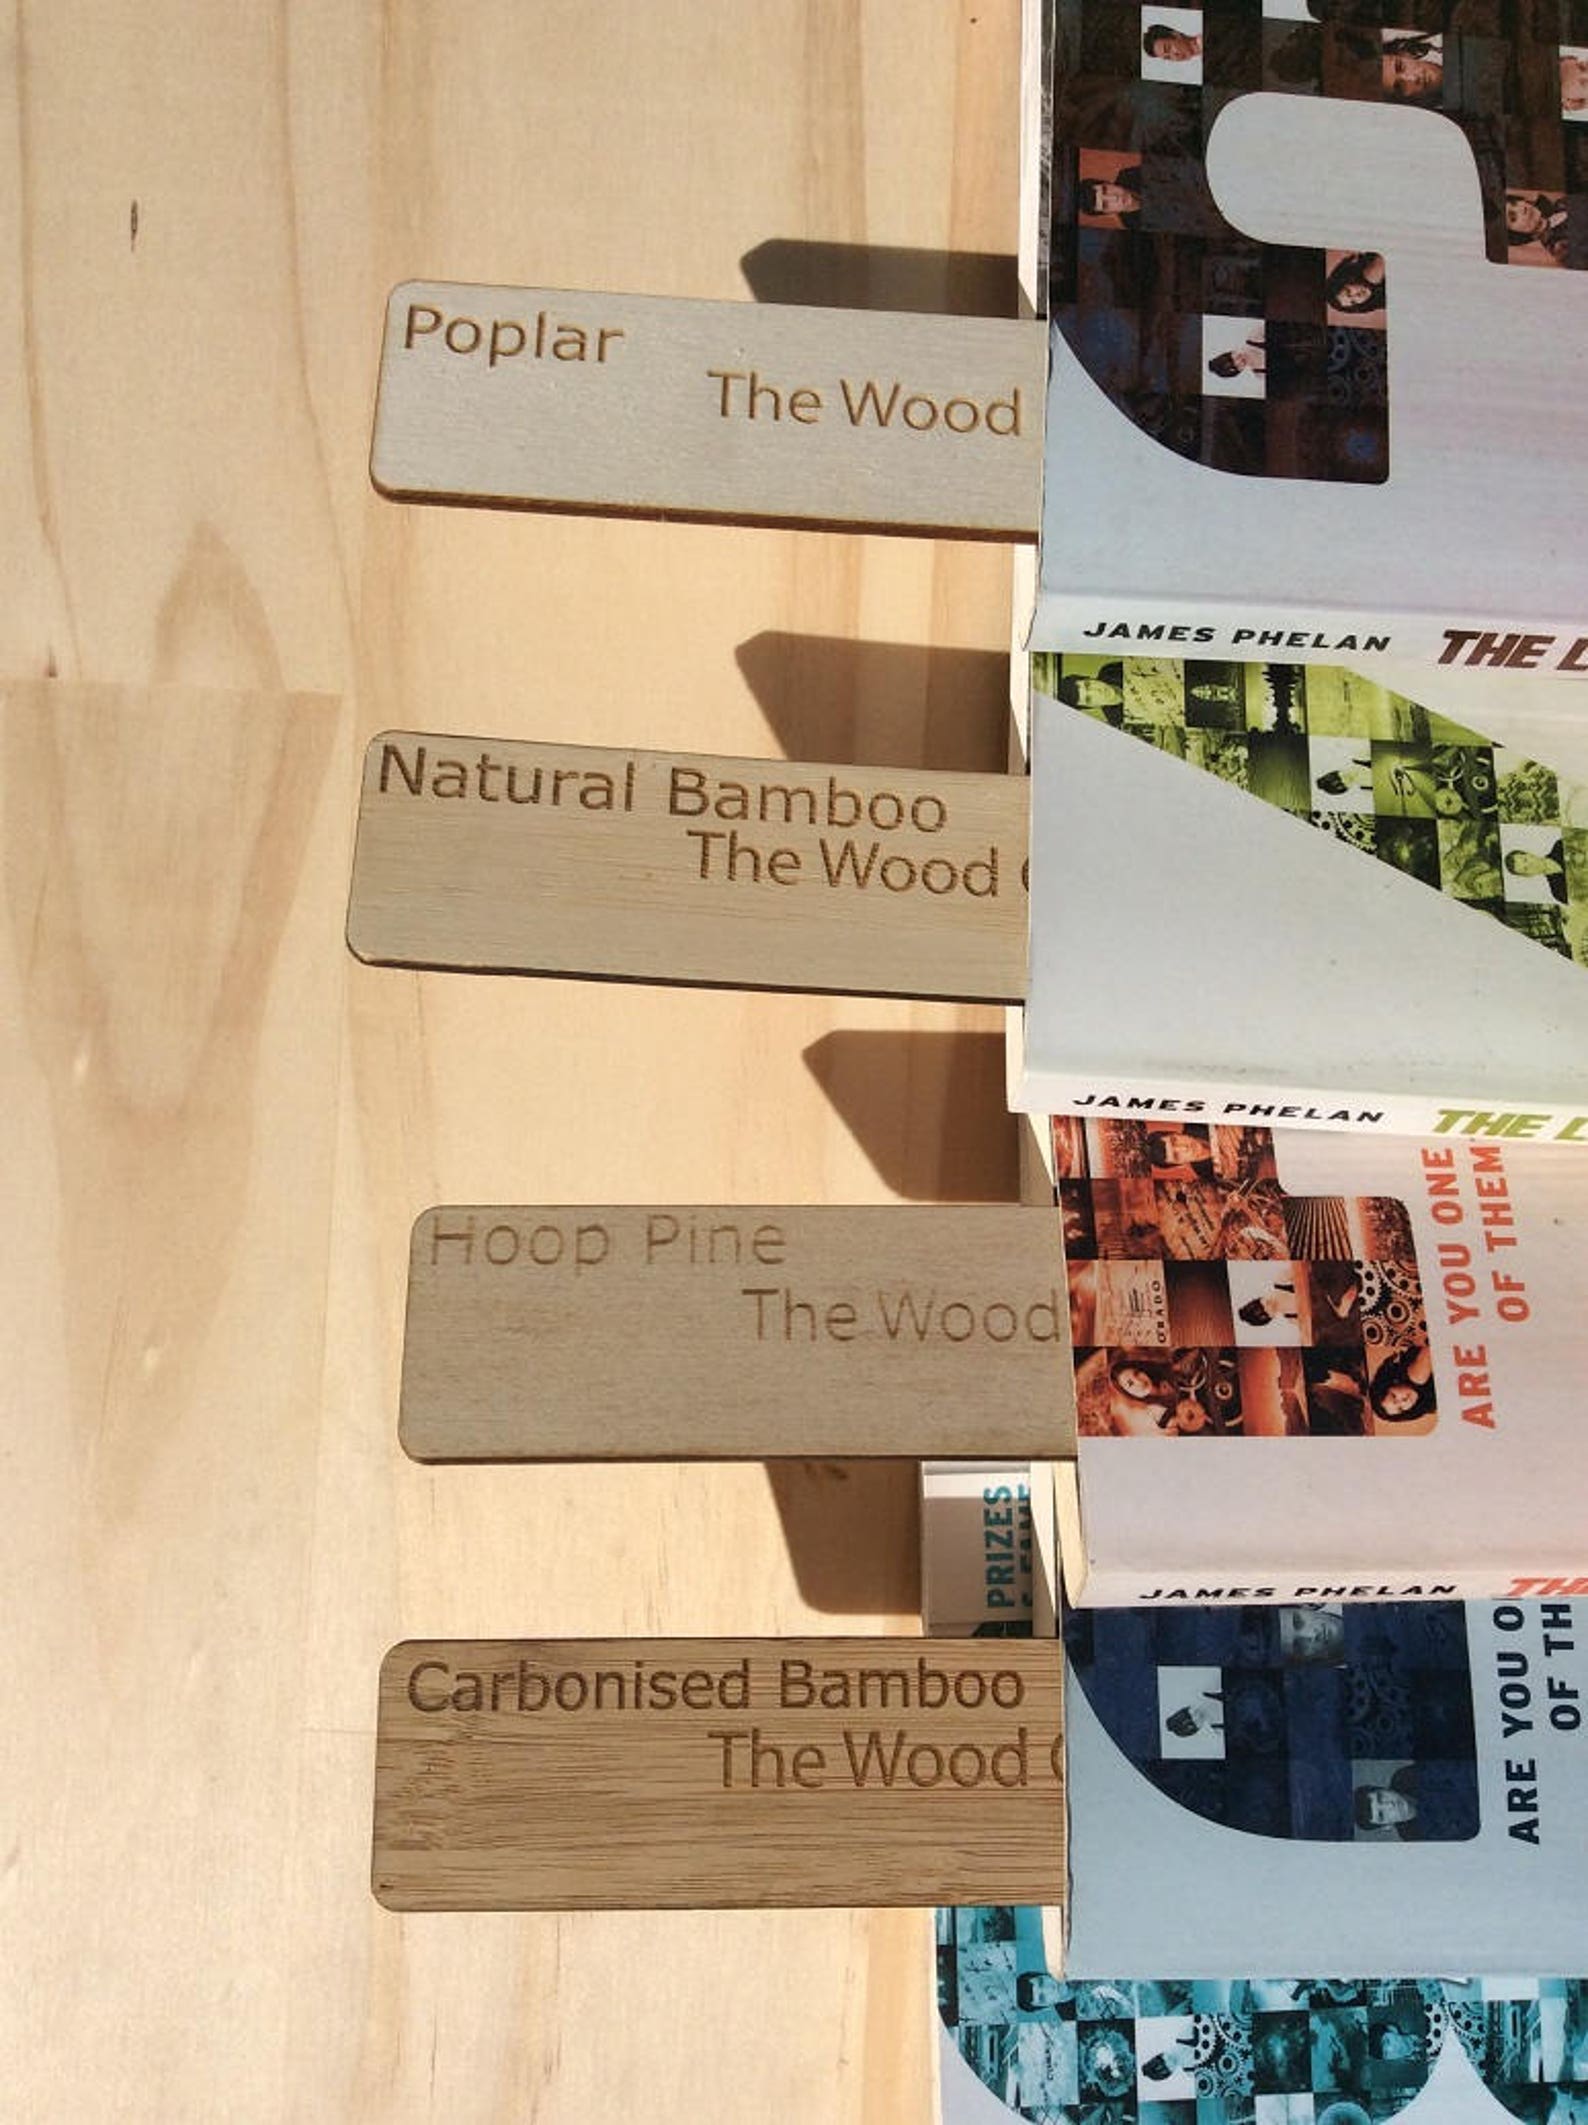 Poplar
The Wood
JAMES PHELAN THE
Natural Bamboo
The Wood
JAMES PHELAN THE
Hoop Pine
The Wood
ARE YOU ONE
OF THEM
PRIZES
JAMES PHELAN
Carbonised Bamboo
The Wood
ARE YOU
OF